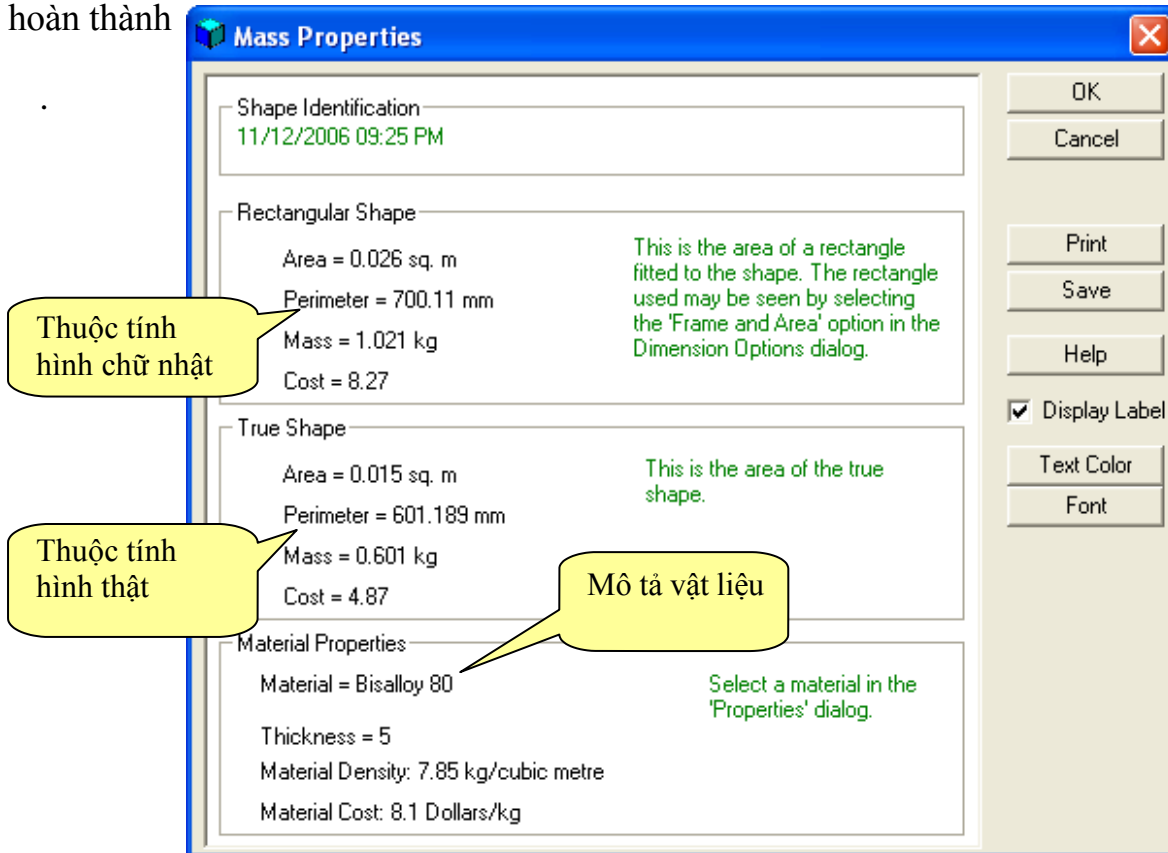 hoàn thành
.
Mass Properties
Shape Identification
11/12/2006 09:25 PM
Rectangular Shape
Area = 0.026 sq. m
Perimeter = 700.11 mm
Mass = 1.021 kg
Cost = 8.27
This is the area of a rectangle
fitted to the shape. The rectangle
used may be seen by selecting
the 'Frame and Area' option in the
Dimension Options dialog.
Thuộc tính
hình chữ nhật
True Shape
Area = 0.015 sq. m
Perimeter = 601.189 mm
Mass = 0.601 kg
Cost = 4.87
This is the area of the true
shape.
Thuộc tính
hình thật
Mô tả vật liệu
Material Properties
Material = Bisalloy 80
Thickness = 5
Material Density: 7.85 kg/cubic metre
Material Cost: 8.1 Dollars/kg
Select a material in the
'Properties' dialog.
OK
Cancel
Print
Save
Help
Display Label
Text Color
Font